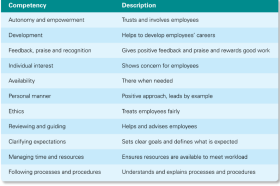 Competency Description
Autonomy and empowerment Trusts and involves employees
Development Helps to develop employees' careers
Feedback, praise and recognition Gives positive feedback and praise and rewards good work
Individual interest Shows concern for employees
Availability There when needed
Personal manner Positive approach, leads by example
Ethics Treats employees fairly
Reviewing and guiding Helps and advises employees
Clarifying expectations Sets clear goals and defines what is expected
Managing time and resources Ensures resources are available to meet workload
Following processes and procedures Understands and explains processes and procedures